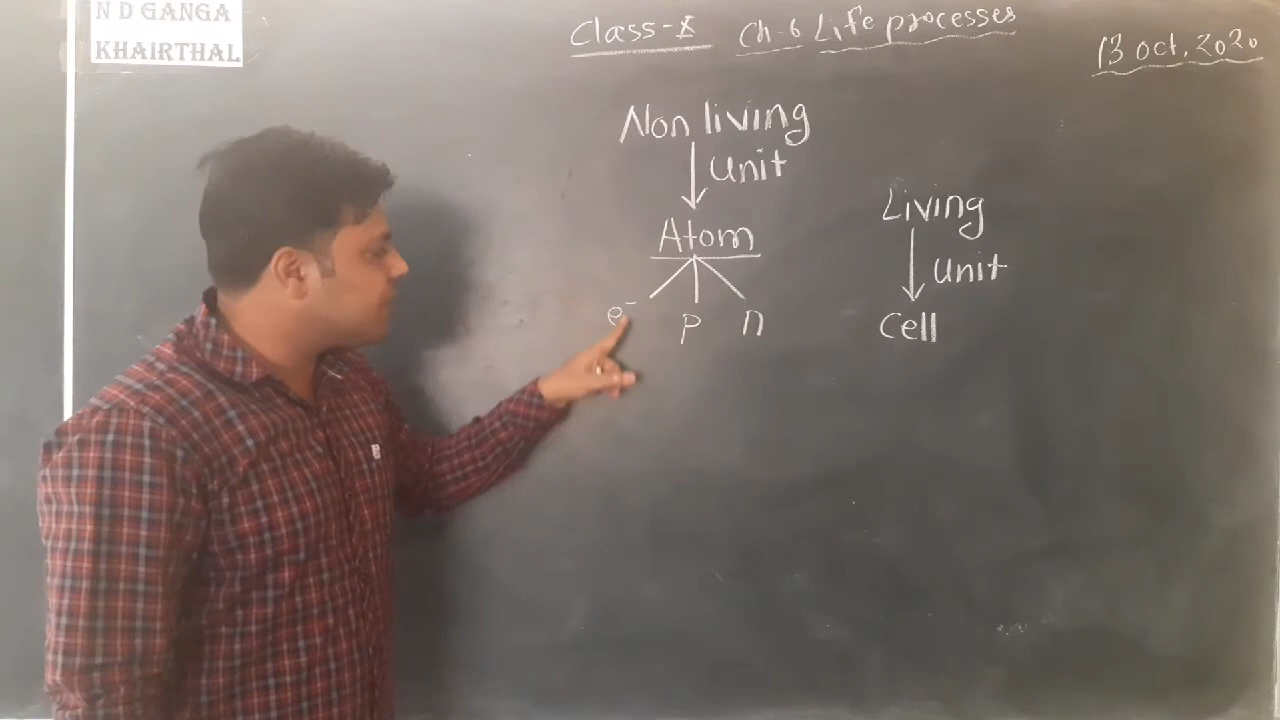 N D GANGA
KHAIRTHAL
Class-X Ch-6 Life processes
13 oct. 2020
Non living
Unit
Atom
e⁻ p n
Living
Unit
Cell